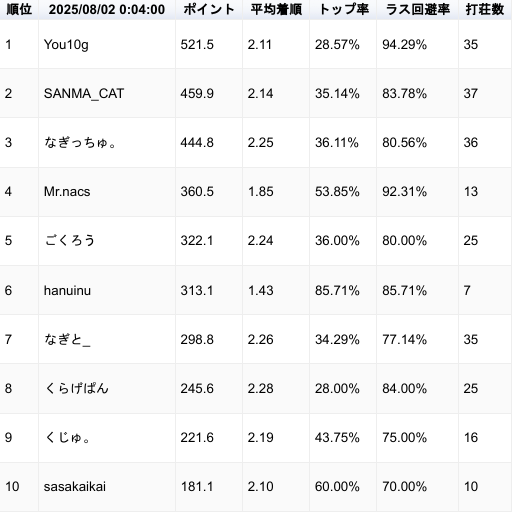 順位 2025/08/02 0:04:00 ポイント 平均着順 トップ率 ラス回避率 打荘数
1 You10g 521.5 2.11 28.57% 94.29% 35
2 SANMA_CAT 459.9 2.14 35.14% 83.78% 37
3 なぎっちゅ。 444.8 2.25 36.11% 80.56% 36
4 Mr.nacs 360.5 1.85 53.85% 92.31% 13
5 ごくろう 322.1 2.24 36.00% 80.00% 25
6 hanuinu 313.1 1.43 85.71% 85.71% 7
7 なぎと_ 298.8 2.26 34.29% 77.14% 35
8 くらげぱん 245.6 2.28 28.00% 84.00% 25
9 くじゅ。 221.6 2.19 43.75% 75.00% 16
10 sasakaikai 181.1 2.10 60.00% 70.00% 10